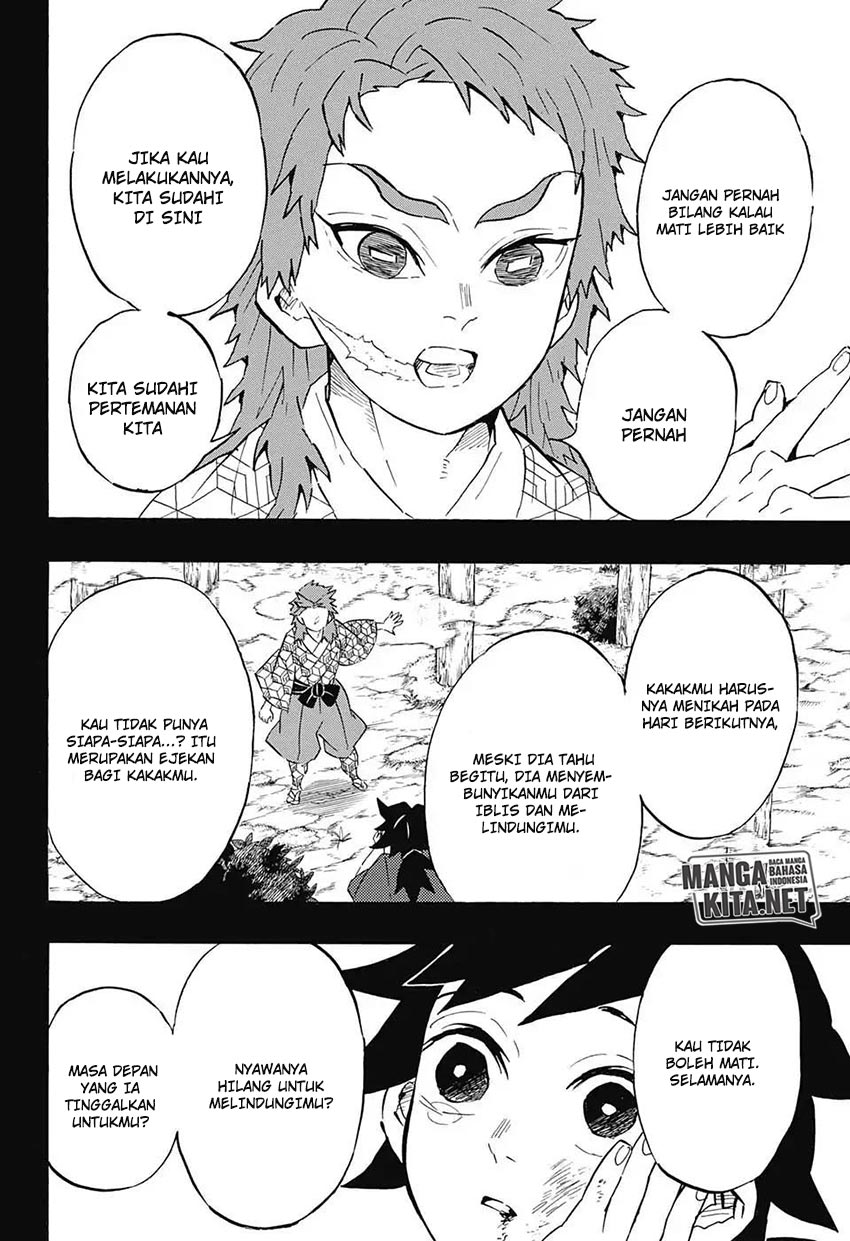 JANGAN PERNAH
BILANG KALAU
MATI LEBIH BAIK
JANGAN
PERNAH
JIKA KAU
MELAKUKANNYA,
KITA SUDAHI
DI SINI
KITA SUDAHI
PERTEMANAN
KITA
KAKAKMU HARUS-
NYA MENIKAH PADA
HARI BERIKUTNYA,
MESKI DIA TAHU
BEGITU, DIA MENYEM-
BUNYIKANMU DARI
IBLIS DAN ME-
LINDUNGIMU.
KAU TIDAK PUNYA
SIAPA-SIAPA...? ITU
MERUPAKAN EJEKAN
BAGI KAKAKMU.
MANGA
KITA.NET
BACA MANGA
BAHASA
INDONESIA
KAU TIDAK
BOLEH MATI.
SELAMANYA.
NYAWANYA
HILANG UNTUK
MELINDUNGIMU?
MASA DEPAN
YANG IA
TINGGALKAN
UNTUKMU?